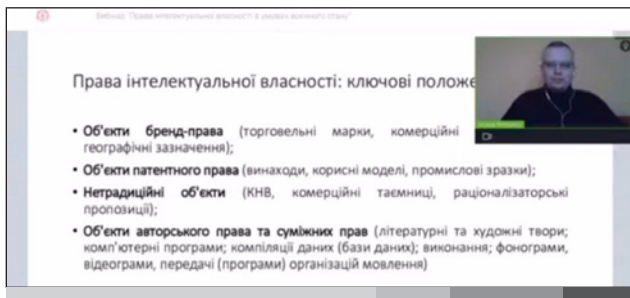 Вебінар "Права інтелектуальної власності в умовах воєнного стану"
Права інтелектуальної власності: ключові положе
• Об'єкти бренд-права (торговельні марки, комерційні
географічні зазначення);
• Об'єкти патентного права (винаходи, корисні моделі, промислові зразки);
• Нетрадиційні об'єкти (КНВ, комерційні таємниці, раціоналізаторські
пропозиції);
• Об'єкти авторського права та суміжних прав (літературні та художні твори;
комп'ютерні програми; компіляції даних (бази даних); виконання; фонограми,
відеограми, передачі (програми) організацій мовлення)